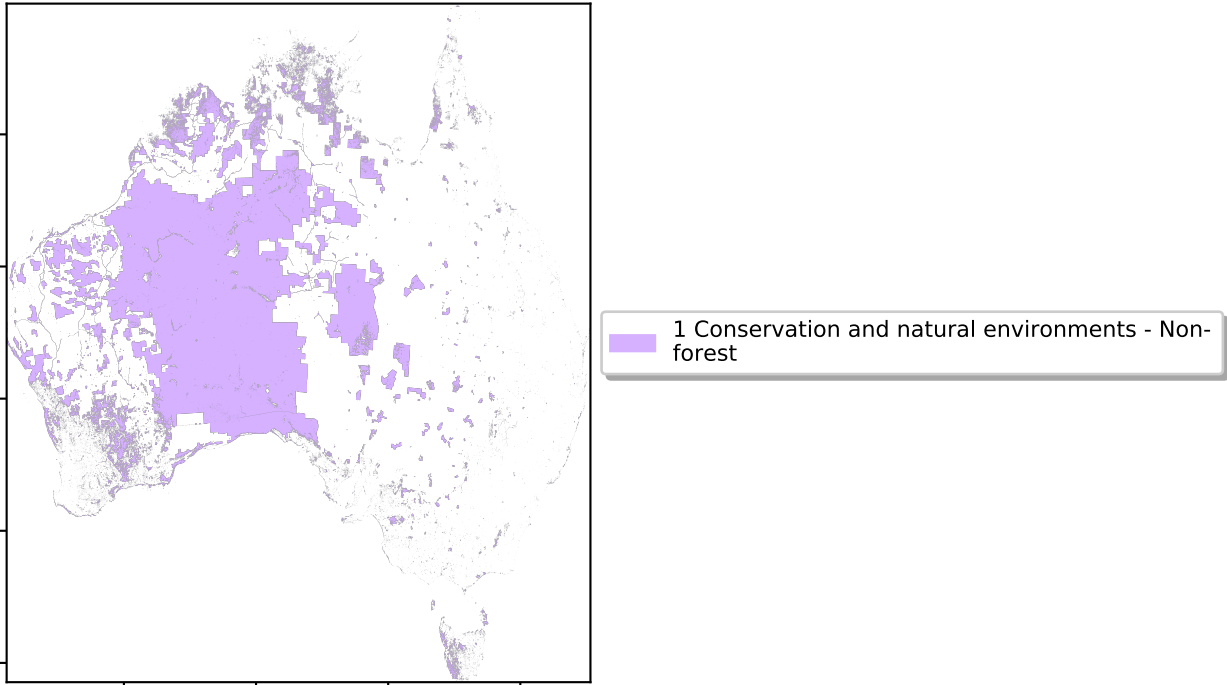 1 Conservation and natural environments - Non-
forest